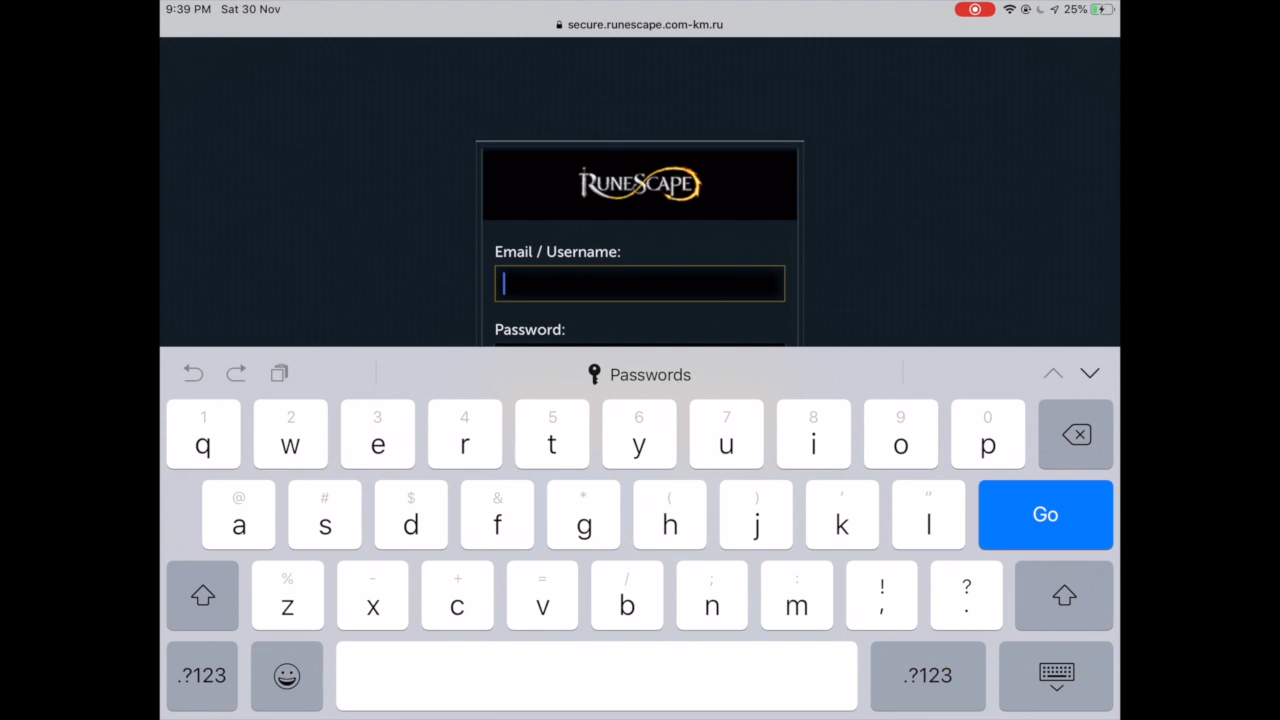 9:39 PM Sat 30 Nov 25%
secure.runescape.com-km.ru
RUNESCAPE
Email / Username:
Password:
Passwords
1 2 3 4 5 6 7 8 9 0
q w e r t y u i o p
@ # $ & * ( ) ' "
a s d f g h j k l Go
% - + = / ; : ! ?
z x c v b n m , .
.?123 .?123